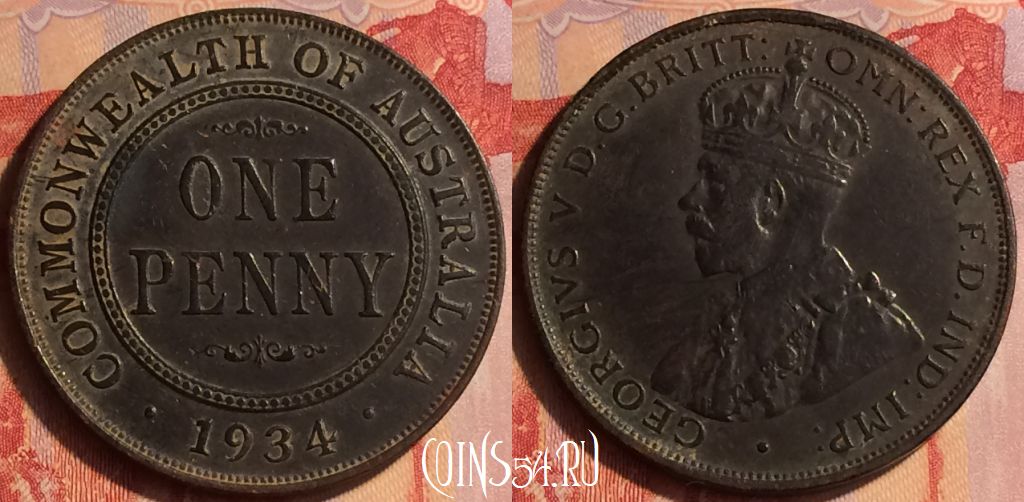 COMMONWEALTH OF AUSTRALIA
ONE
PENNY
· 1934 ·
GEORGIVS V D.G.BRITT: OMN: REX F.D.IND:IMP:
COINS54.RU